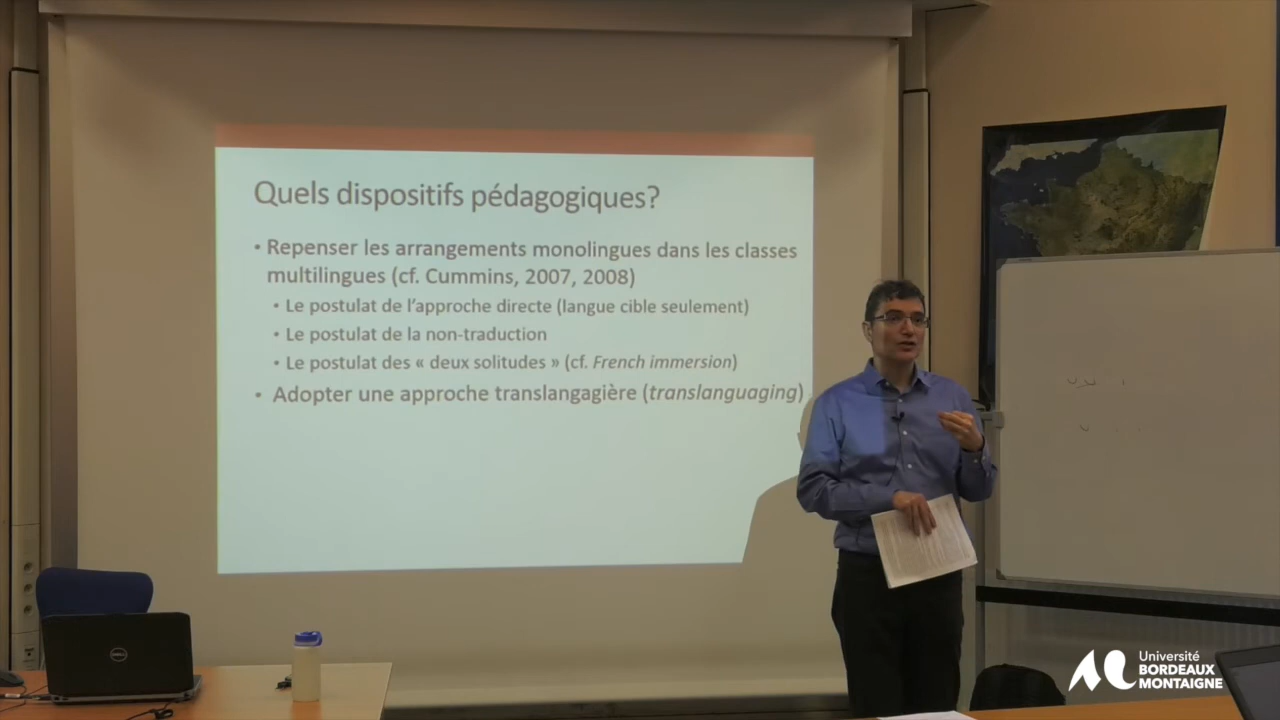 Quels dispositifs pédagogiques?
• Repenser les arrangements monolingues dans les classes
multilingues (cf. Cummins, 2007, 2008)
• Le postulat de l'approche directe (langue cible seulement)
• Le postulat de la non-traduction
• Le postulat des « deux solitudes » (cf. French immersion)
• Adopter une approche translangagière (translanguaging)
DELL
Université
BORDEAUX
MONTAIGNE